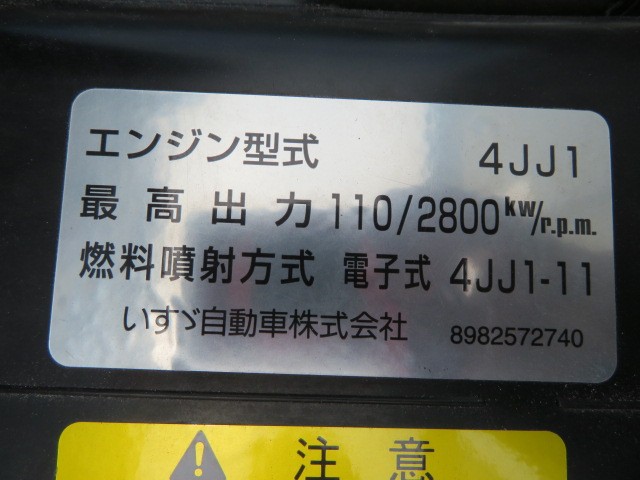 エンジン型式 4JJ1
最高出力 110/2800 kw/r.p.m.
燃料噴射方式 電子式 4JJ1-11
いすゞ自動車株式会社 8982572740
注意